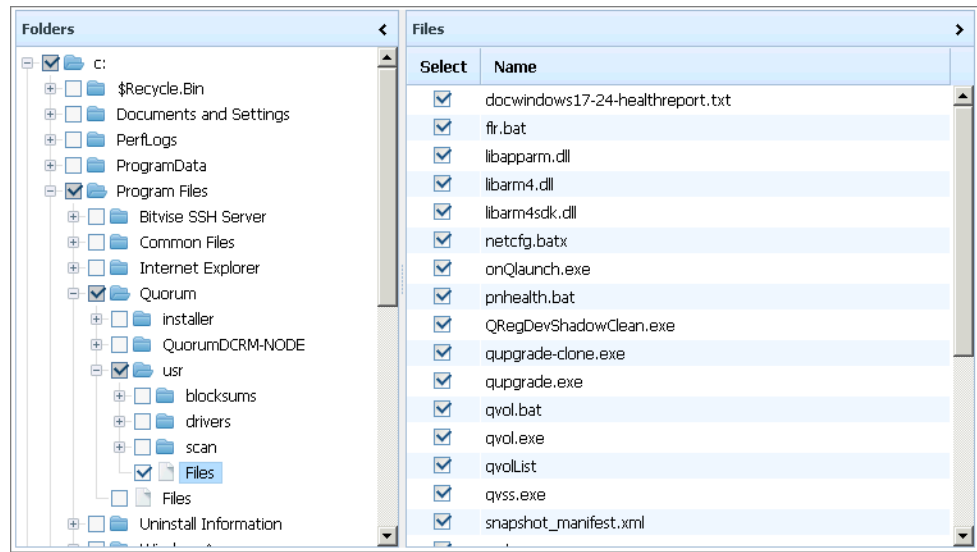 Folders
c:
$Recycle.Bin
Documents and Settings
PerfLogs
ProgramData
Program Files
Bitvise SSH Server
Common Files
Internet Explorer
Quorum
installer
QuorumDCRM-NODE
usr
blocksums
drivers
scan
Files
Files
Uninstall Information
Files
Select Name
docwindows17-24-healthreport.txt
flr.bat
libapparm.dll
libarm4.dll
libarm4sdk.dll
netcfg.batx
onQlaunch.exe
pnhealth.bat
QRegDevShadowClean.exe
qupgrade-clone.exe
qupgrade.exe
qvol.bat
qvol.exe
qvolList
qvss.exe
snapshot_manifest.xml